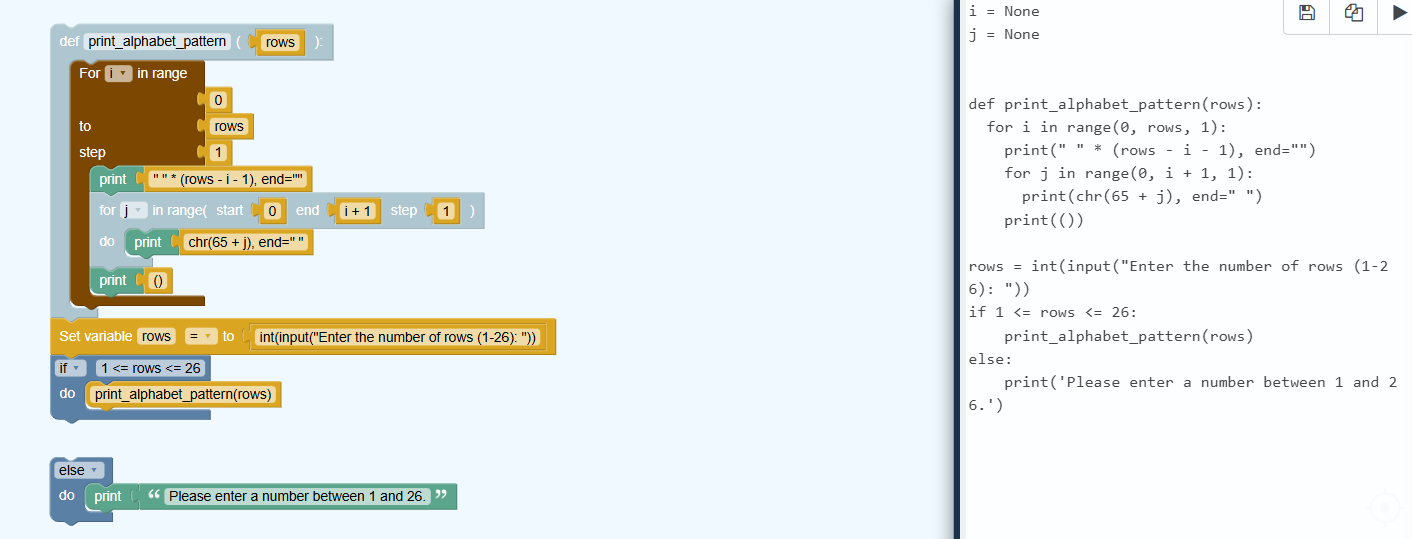 def print_alphabet_pattern ( rows ):
For i in range
0
to rows
step 1
print " " * (rows - i - 1), end=""
for j in range( start 0 end i + 1 step 1 )
do print chr(65 + j), end=" "
print ()
Set variable rows = to int(input("Enter the number of rows (1-26): "))
if 1 <= rows <= 26
do print_alphabet_pattern(rows)
else
do print “ Please enter a number between 1 and 26. ”
i = None
j = None
def print_alphabet_pattern(rows):
for i in range(0, rows, 1):
print(" " * (rows - i - 1), end="")
for j in range(0, i + 1, 1):
print(chr(65 + j), end=" ")
print(())
rows = int(input("Enter the number of rows (1-2
6): "))
if 1 <= rows <= 26:
print_alphabet_pattern(rows)
else:
print('Please enter a number between 1 and 2
6.')